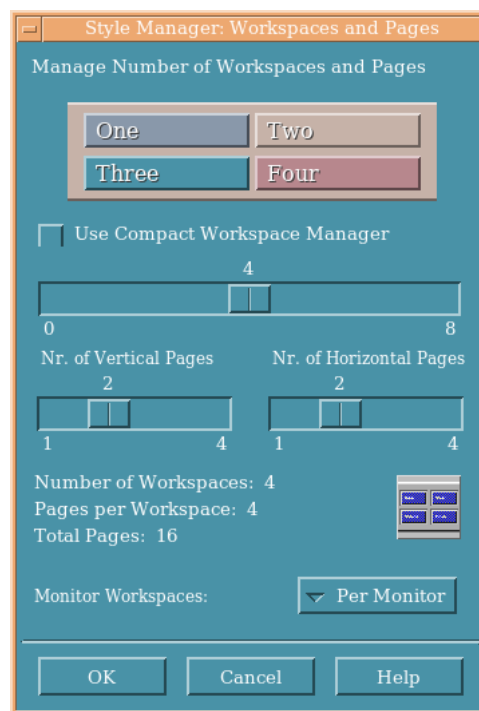 Style Manager: Workspaces and Pages
Manage Number of Workspaces and Pages
One Two
Three Four
Use Compact Workspace Manager
4
0 8
Nr. of Vertical Pages Nr. of Horizontal Pages
2 2
1 4 1 4
Number of Workspaces: 4
Pages per Workspace: 4
Total Pages: 16
Monitor Workspaces: Per Monitor
OK Cancel Help